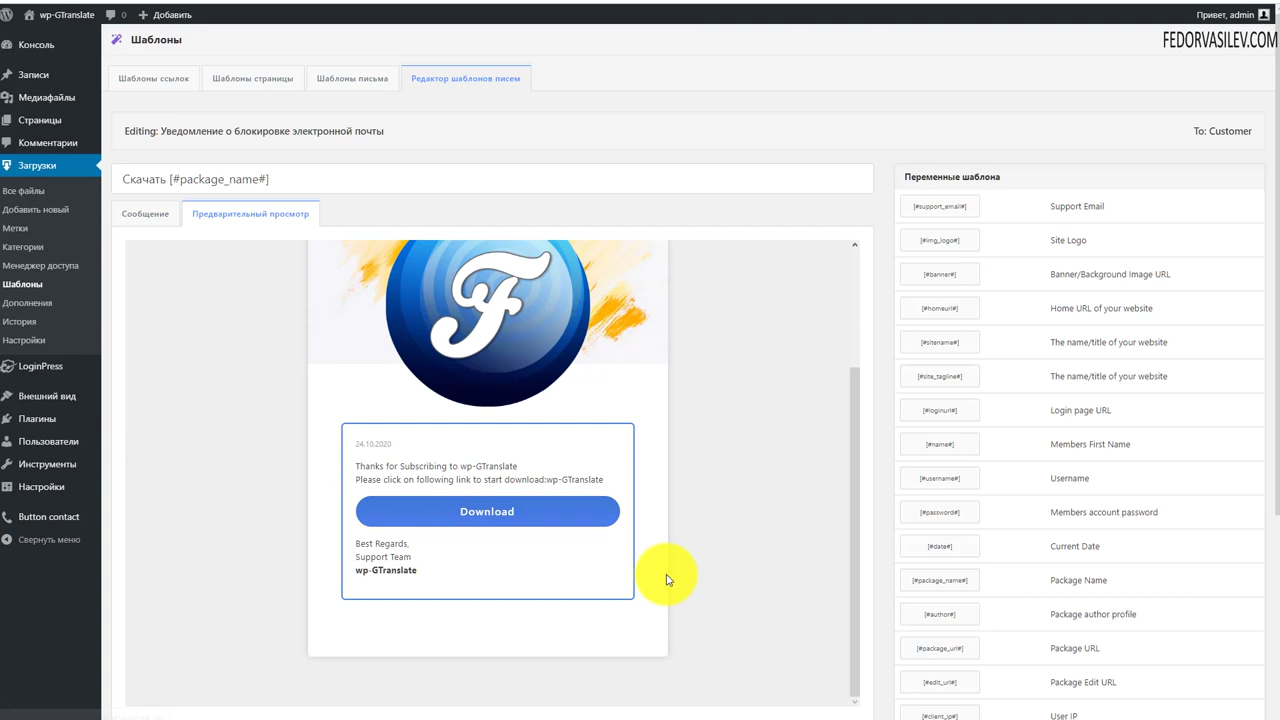 wp-GTranslate
0
Добавить
Привет, admin
FEDORVASILEV.COM
Консоль
Записи
Медиафайлы
Страницы
Комментарии
Загрузки
Все файлы
Добавить новый
Метки
Категории
Менеджер доступа
Шаблоны
Дополнения
История
Настройки
LoginPress
Внешний вид
Плагины
Пользователи
Инструменты
Настройки
Button contact
Свернуть меню
Шаблоны
Шаблоны ссылок
Шаблоны страницы
Шаблоны письма
Редактор шаблонов писем
Editing: Уведомление о блокировке электронной почты
To: Customer
Скачать [#package_name#]
Сообщение
Предварительный просмотр
24.10.2020
Thanks for Subscribing to wp-GTranslate
Please click on following link to start download:wp-GTranslate
Download
Best Regards,
Support Team
wp-GTranslate
Переменные шаблона
[#support_email#] Support Email
[#img_logo#] Site Logo
[#banner#] Banner/Background Image URL
[#homeurl#] Home URL of your website
[#sitename#] The name/title of your website
[#site_tagline#] The name/title of your website
[#loginurl#] Login page URL
[#name#] Members First Name
[#username#] Username
[#password#] Members account password
[#date#] Current Date
[#package_name#] Package Name
[#author#] Package author profile
[#package_url#] Package URL
[#edit_url#] Package Edit URL
[#client_ip#] User IP